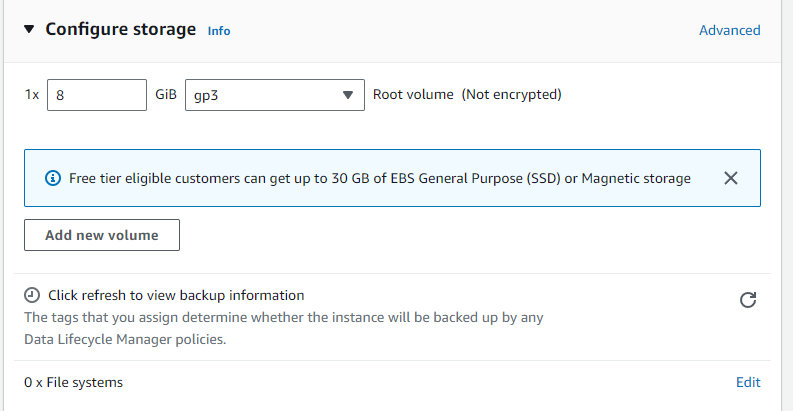 Configure storage Info Advanced
1x 8 GiB gp3 Root volume (Not encrypted)
Free tier eligible customers can get up to 30 GB of EBS General Purpose (SSD) or Magnetic storage
Add new volume
Click refresh to view backup information
The tags that you assign determine whether the instance will be backed up by any
Data Lifecycle Manager policies.
0 x File systems Edit